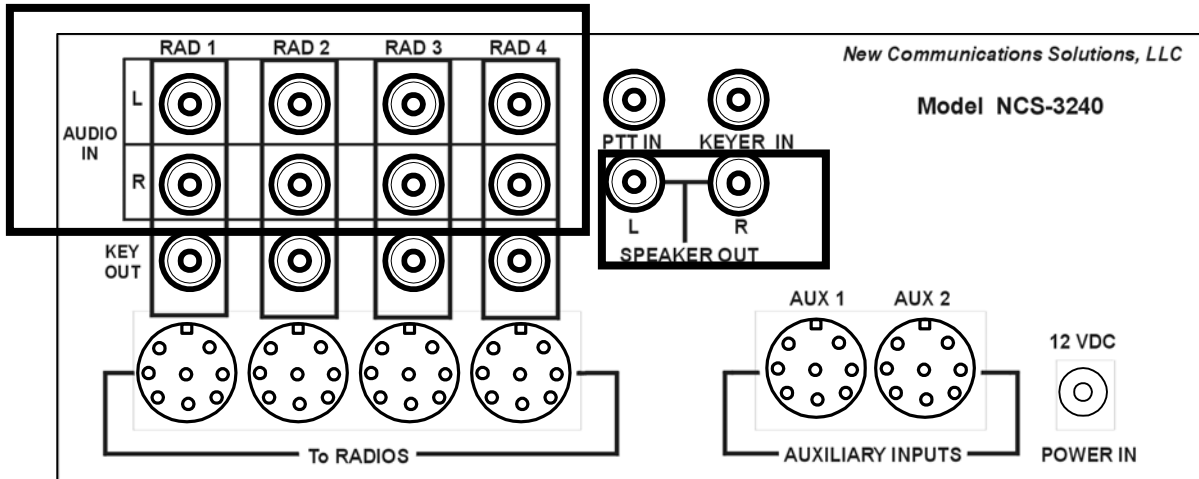 RAD 1 RAD 2 RAD 3 RAD 4
New Communications Solutions, LLC
Model NCS-3240
AUDIO
IN
L
R
PTT IN KEYER IN
L R
SPEAKER OUT
KEY
OUT
AUX 1 AUX 2
12 VDC
To RADIOS
AUXILIARY INPUTS
POWER IN